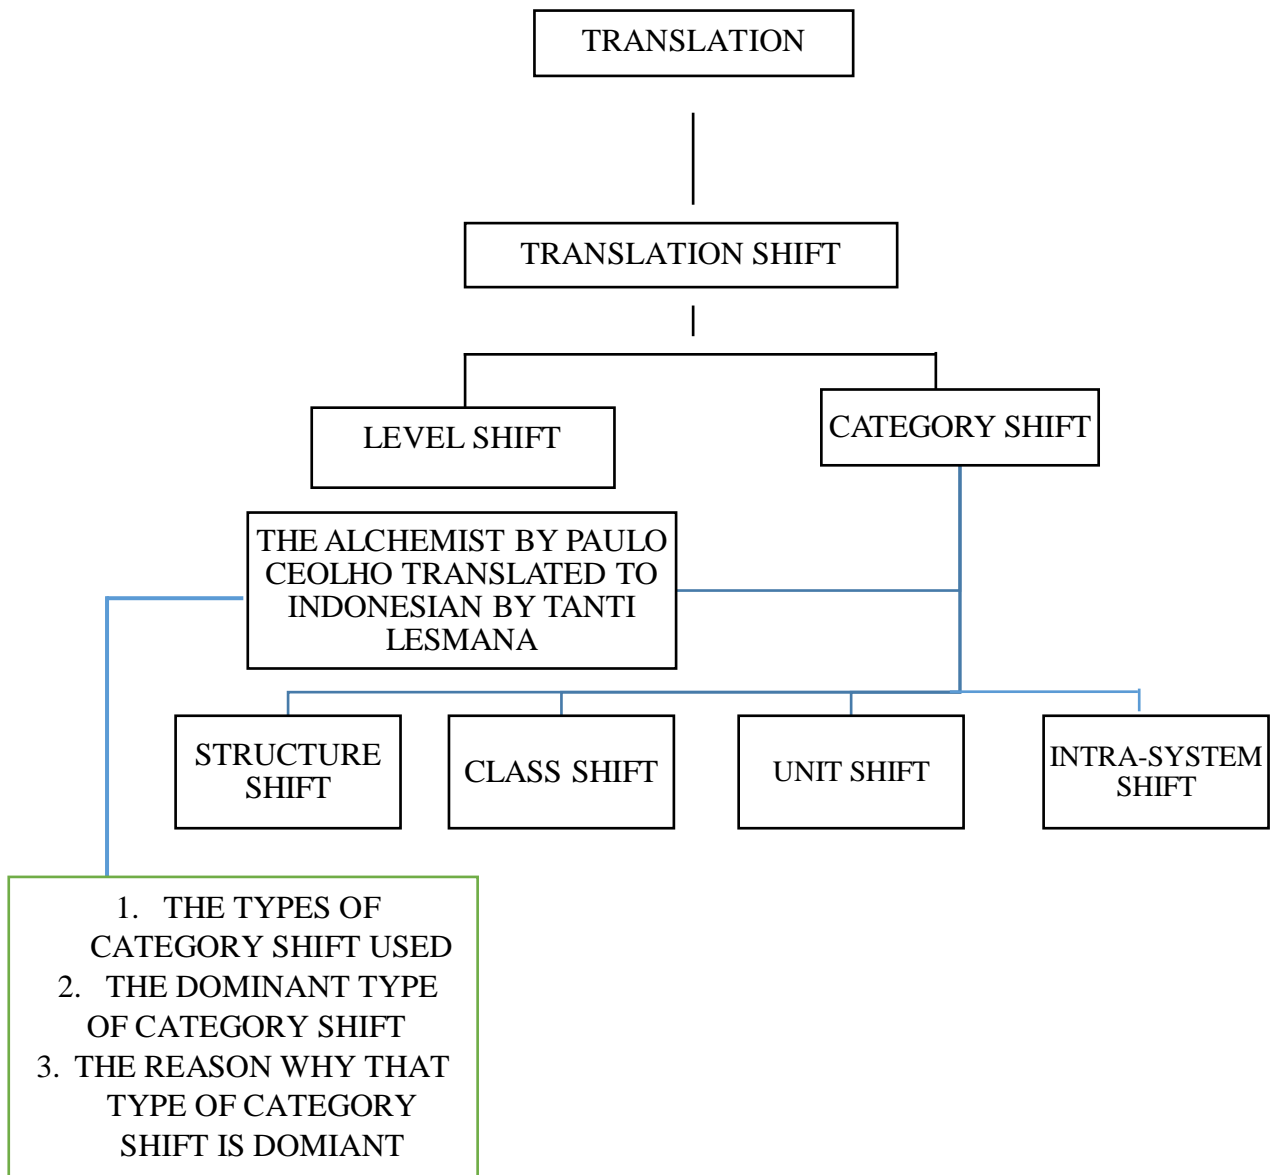 TRANSLATION
TRANSLATION SHIFT
LEVEL SHIFT
CATEGORY SHIFT
THE ALCHEMIST BY PAULO
CEOLHO TRANSLATED TO
INDONESIAN BY TANTI
LESMANA
STRUCTURE
SHIFT
CLASS SHIFT
UNIT SHIFT
INTRA-SYSTEM
SHIFT
1. THE TYPES OF
CATEGORY SHIFT USED
2. THE DOMINANT TYPE
OF CATEGORY SHIFT
3. THE REASON WHY THAT
TYPE OF CATEGORY
SHIFT IS DOMIANT